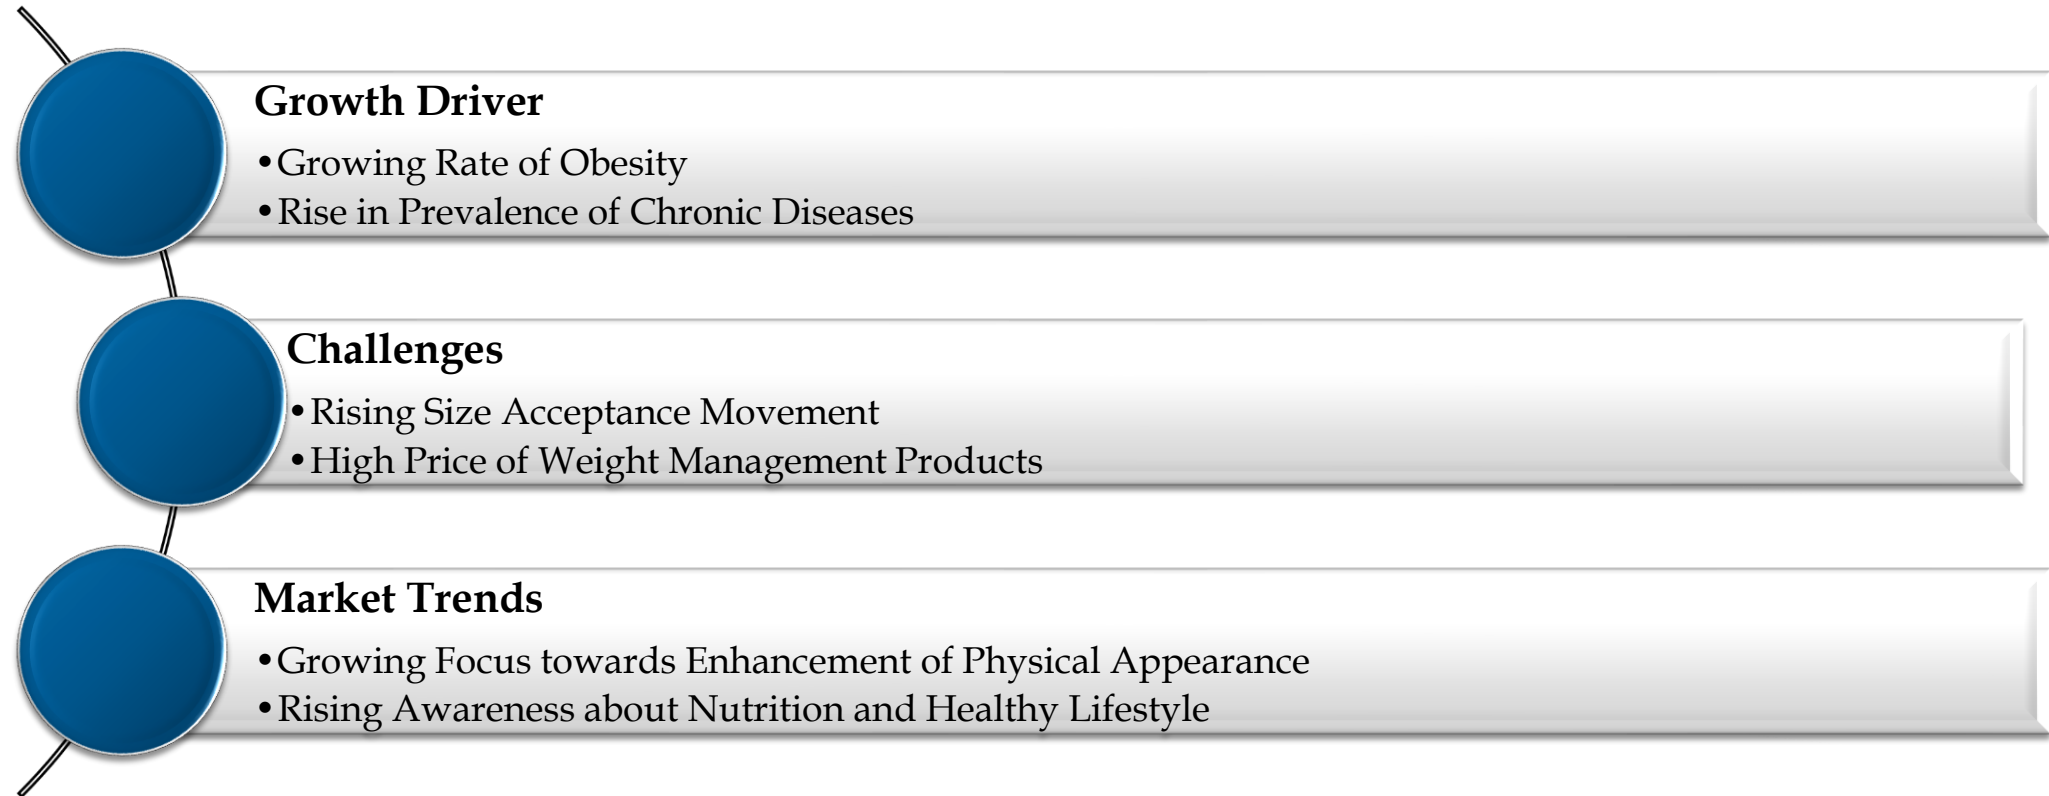 Growth Driver
•Growing Rate of Obesity
•Rise in Prevalence of Chronic Diseases
Challenges
•Rising Size Acceptance Movement
•High Price of Weight Management Products
Market Trends
•Growing Focus towards Enhancement of Physical Appearance
•Rising Awareness about Nutrition and Healthy Lifestyle